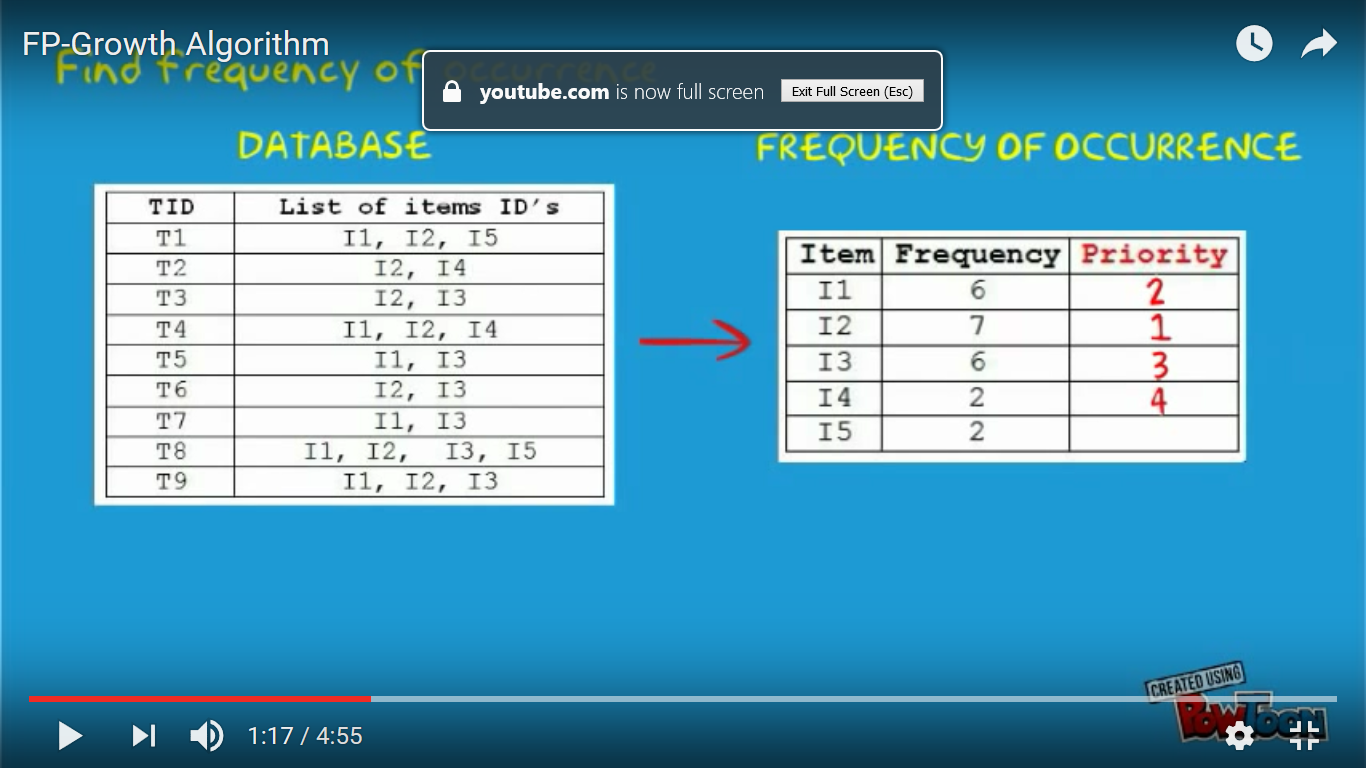 FP-Growth Algorithm
Find frequency of occurrence
youtube.com is now full screen Exit Full Screen (Esc)
DATABASE
FREQUENCY OF OCCURRENCE
TID List of items ID's
T1 I1, I2, I5
T2 I2, I4
T3 I2, I3
T4 I1, I2, I4
T5 I1, I3
T6 I2, I3
T7 I1, I3
T8 I1, I2, I3, I5
T9 I1, I2, I3
Item Frequency Priority
I1 6 2
I2 7 1
I3 6 3
I4 2 4
I5 2
CREATED USING
POWTOON
1:17 / 4:55